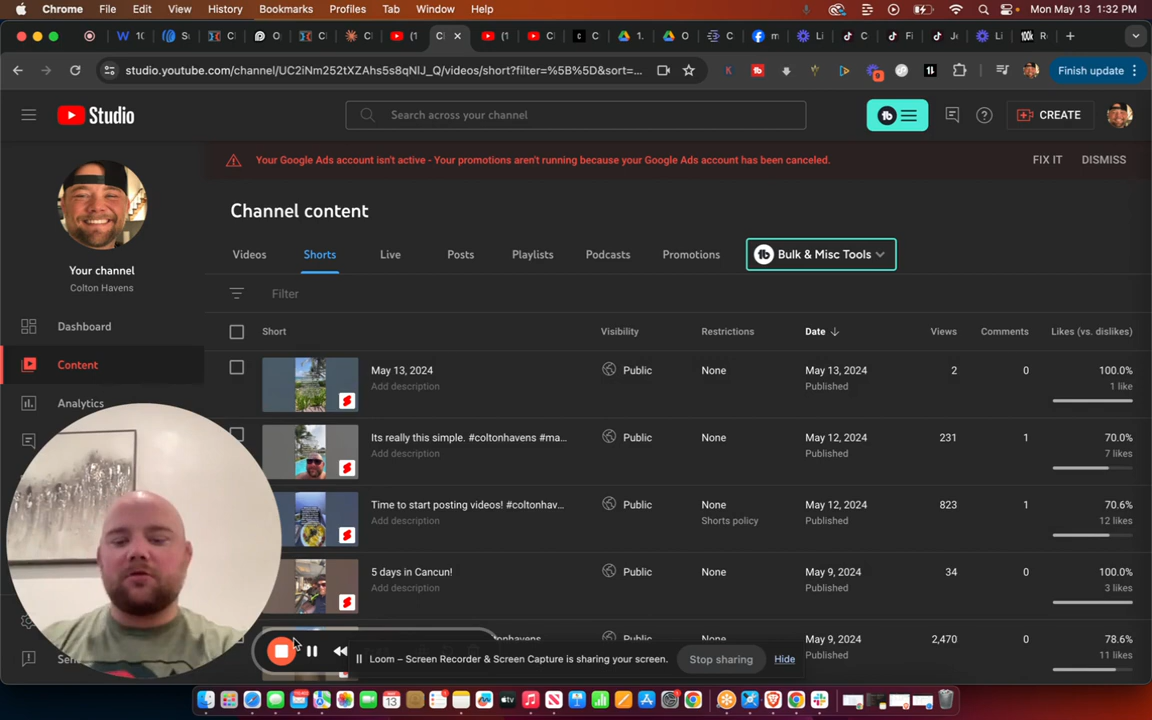 Chrome File Edit View History Bookmarks Profiles Tab Window Help Mon May 13 1:32 PM
studio.youtube.com/channel/UC2iNm252tXZAhs5s8qNIJ_Q/videos/short?filter=%5B%5D&sort=... Finish update
Studio Search across your channel CREATE
Your Google Ads account isn't active - Your promotions aren't running because your Google Ads account has been canceled. FIX IT DISMISS
Channel content
Videos Shorts Live Posts Playlists Podcasts Promotions Bulk & Misc Tools
Your channel
Colton Havens
Filter
Dashboard
Content
Analytics
Short Visibility Restrictions Date Views Comments Likes (vs. dislikes)
May 13, 2024 Public None May 13, 2024 2 0 100.0%
Add description Published 1 like
Its really this simple. #coltonhavens #ma... Public None May 12, 2024 231 1 70.0%
Add description Published 7 likes
Time to start posting videos! #coltonhav... Public None May 12, 2024 823 1 70.6%
Add description Shorts policy Published 12 likes
5 days in Cancun! Public None May 9, 2024 34 0 100.0%
Add description Published 3 likes
Public None May 9, 2024 2,470 0 78.6%
Published 11 likes
Loom – Screen Recorder & Screen Capture is sharing your screen. Stop sharing Hide